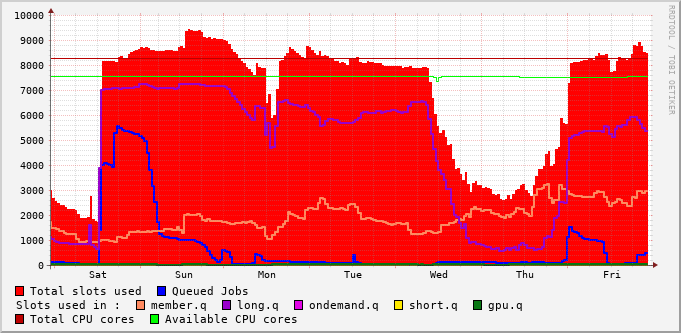 10000
9000
8000
7000
6000
5000
4000
3000
2000
1000
0
Sat Sun Mon Tue Wed Thu Fri
Total slots used Queued Jobs
Slots used in : member.q long.q ondemand.q short.q gpu.q
Total CPU cores Available CPU cores
RRDTOOL / TOBI OETIKER